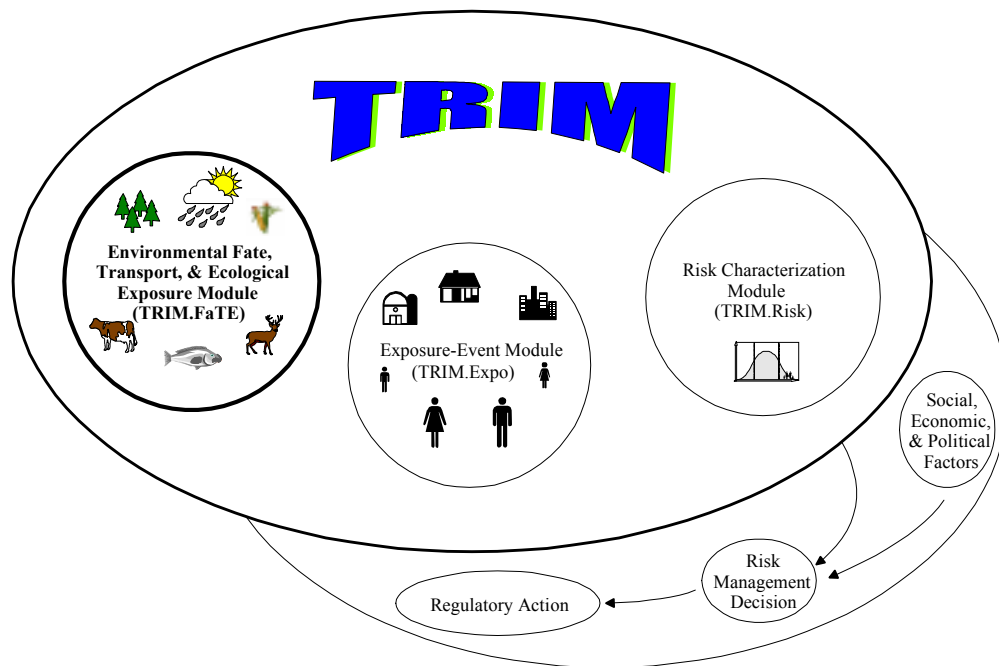 TRIM
Environmental Fate,
Transport, & Ecological
Exposure Module
(TRIM.FaTE)
Exposure-Event Module
(TRIM.Expo)
Risk Characterization
Module
(TRIM.Risk)
Social,
Economic,
& Political
Factors
Risk
Management
Decision
Regulatory Action